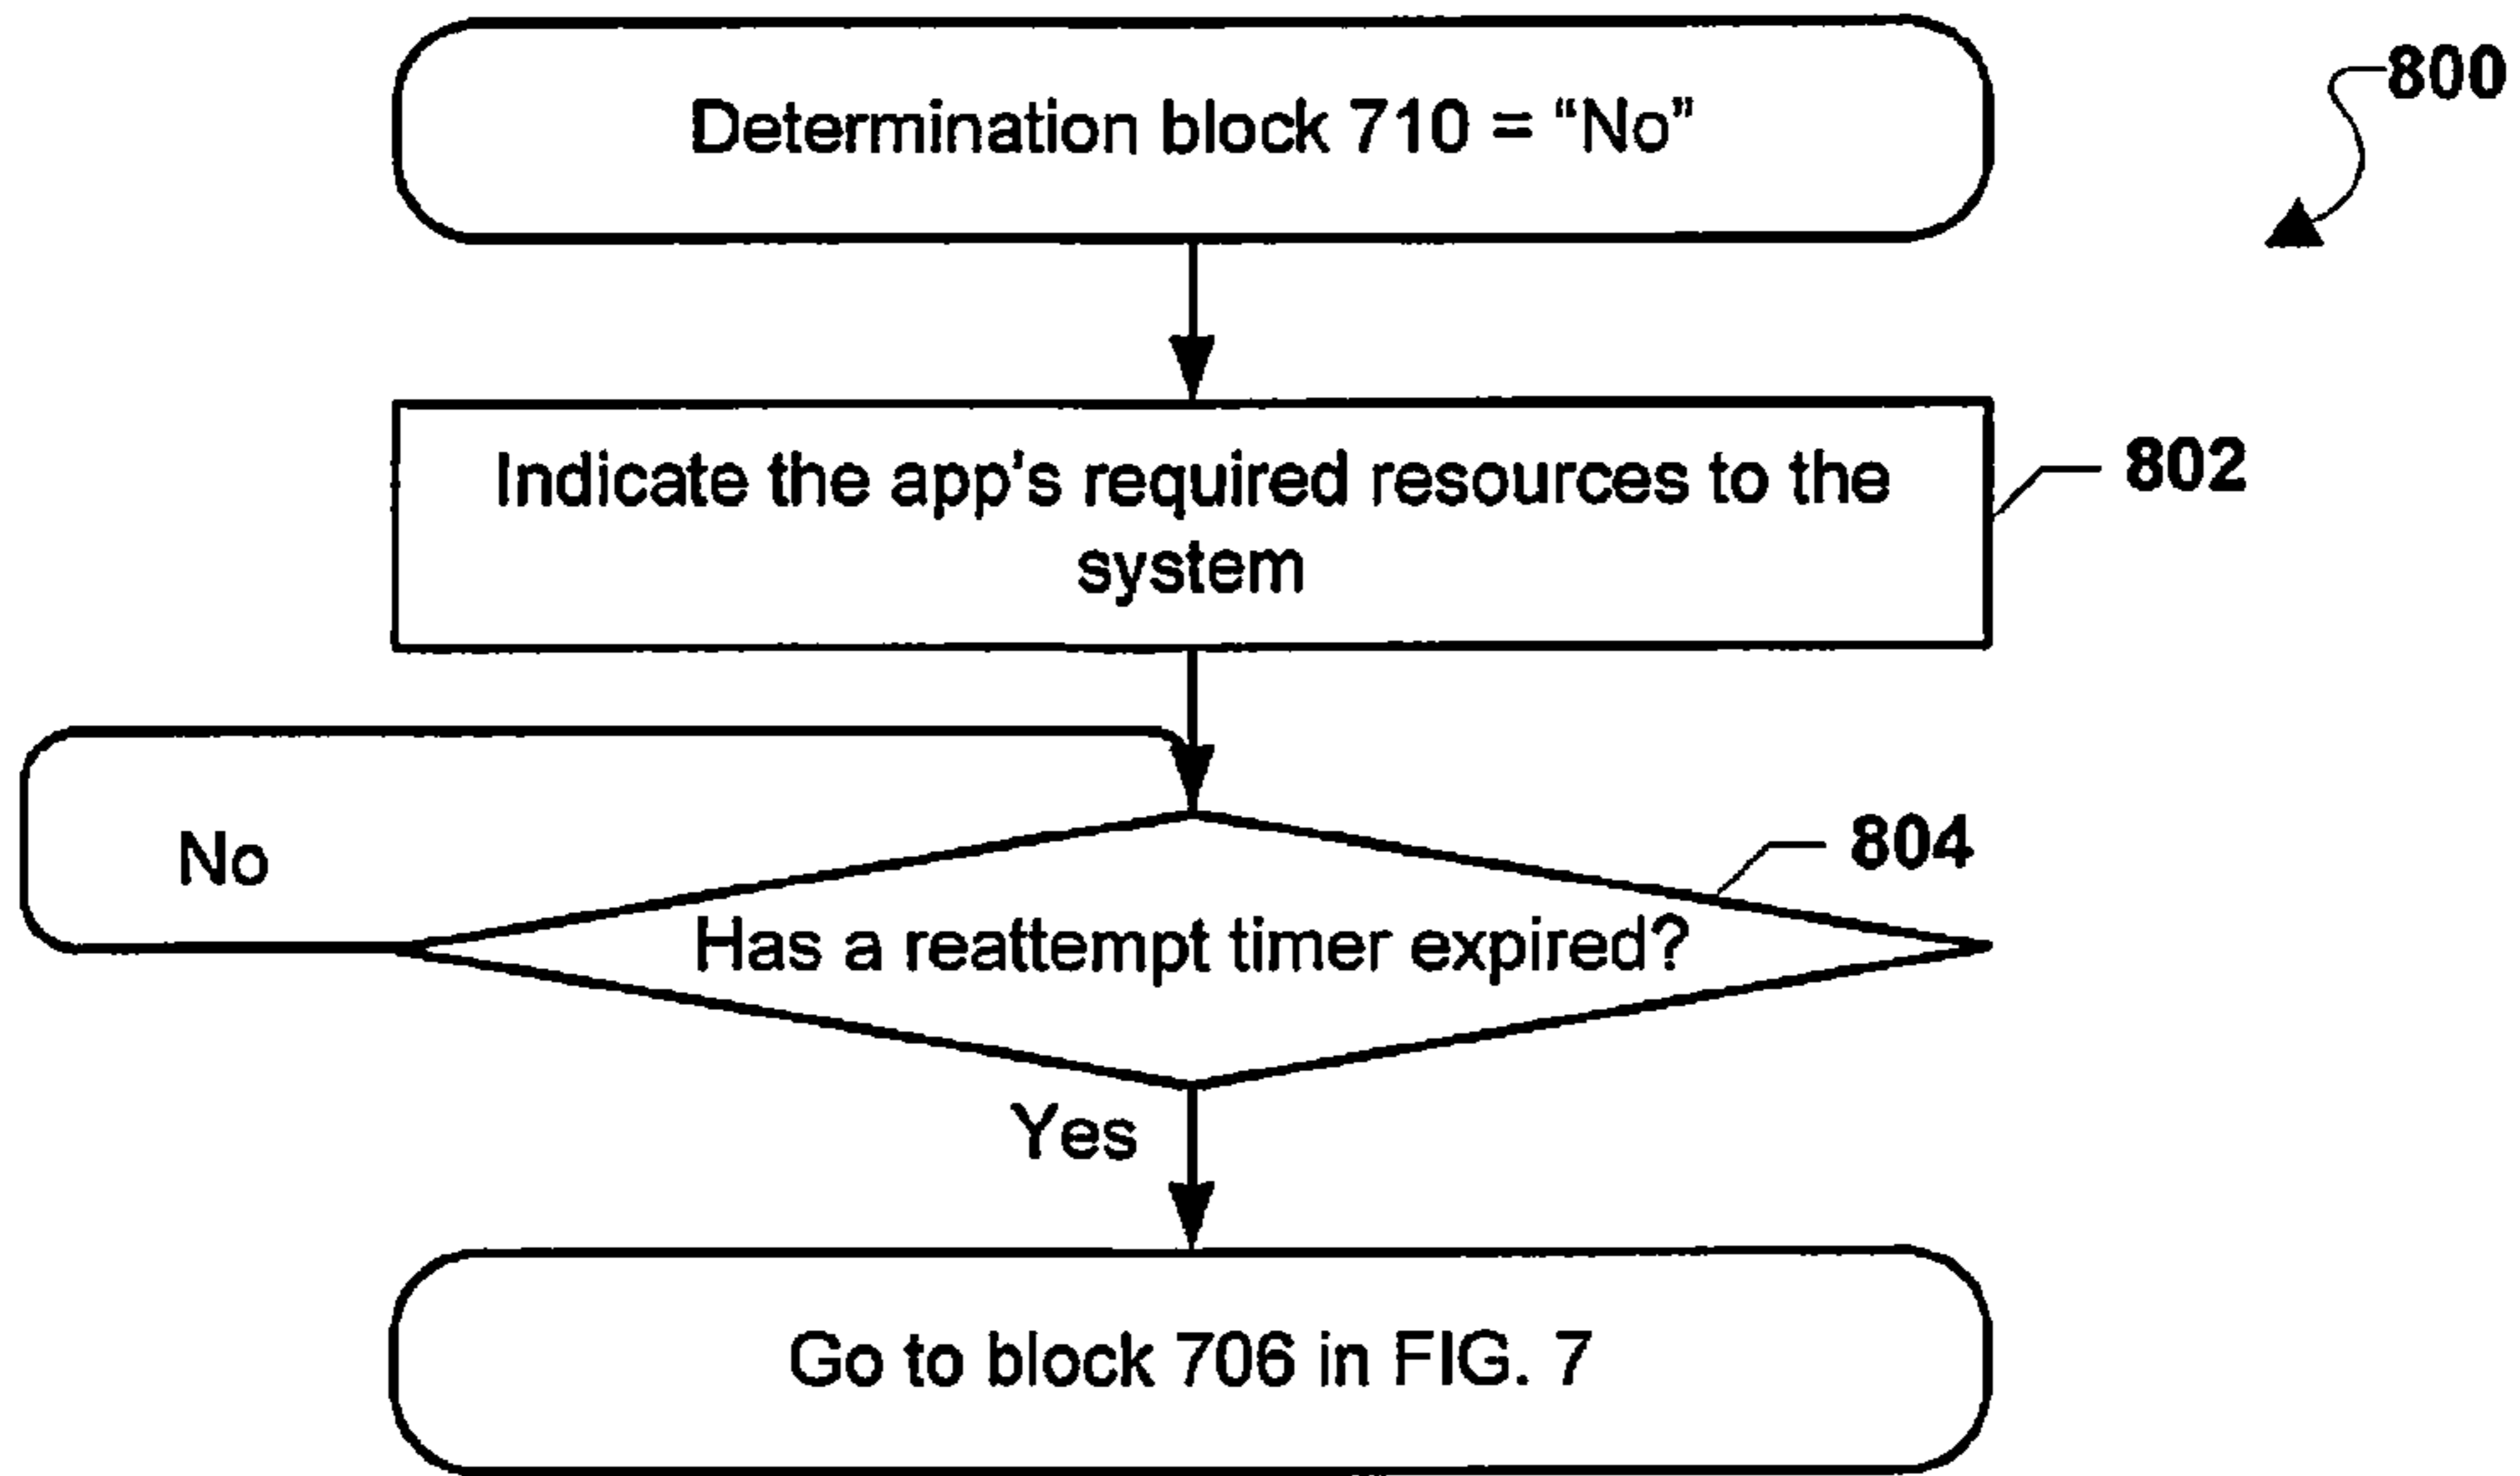 Determination block 710 = “No”
800
Indicate the app’s required resources to the
system
802
No
804
Has a reattempt timer expired?
Yes
Go to block 706 in FIG. 7